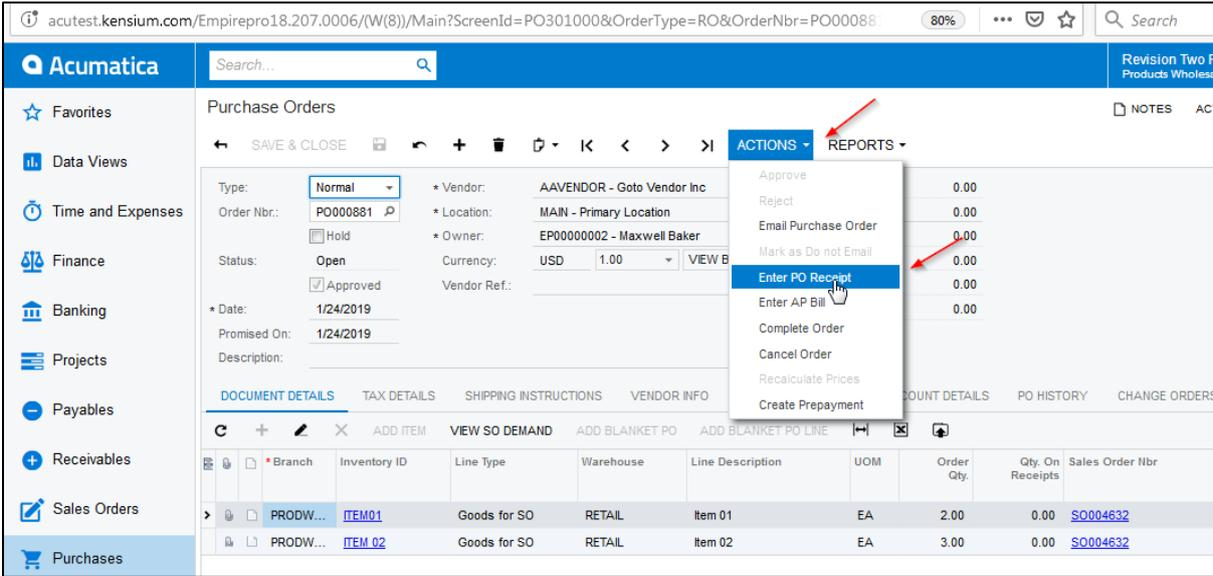 acutest.kensium.com/Empirepro18.207.0006/(W(8))/Main?ScreenId=PO301000&OrderType=RO&OrderNbr=PO00088 80% Search
Acumatica Search... Revision Two
Products Wholes
Favorites
Data Views
Time and Expenses
Finance
Banking
Projects
Payables
Receivables
Sales Orders
Purchases
Purchase Orders NOTES AC
SAVE & CLOSE ACTIONS REPORTS
Type: Normal * Vendor: AAVENDOR - Goto Vendor Inc 0.00
Order Nbr.: PO000881 * Location: MAIN - Primary Location 0.00
Hold * Owner: EP00000002 - Maxwell Baker 0.00
Status: Open Currency: USD 1.00 VIEW B 0.00
Approved Vendor Ref.: 0.00
* Date: 1/24/2019 0.00
Promised On: 1/24/2019
Description:
Approve
Reject
Email Purchase Order
Mark as Do not Email
Enter PO Receipt
Enter AP Bill
Complete Order
Cancel Order
Recalculate Prices
Create Prepayment
DOCUMENT DETAILS TAX DETAILS SHIPPING INSTRUCTIONS VENDOR INFO COUNT DETAILS PO HISTORY CHANGE ORDERS
ADD ITEM VIEW SO DEMAND ADD BLANKET PO ADD BLANKET PO LINE
* Branch Inventory ID Line Type Warehouse Line Description UOM Order Qty. Qty. On Receipts Sales Order Nbr
PRODW... ITEM01 Goods for SO RETAIL Item 01 EA 2.00 0.00 SO004632
PRODW... ITEM 02 Goods for SO RETAIL Item 02 EA 3.00 0.00 SO004632